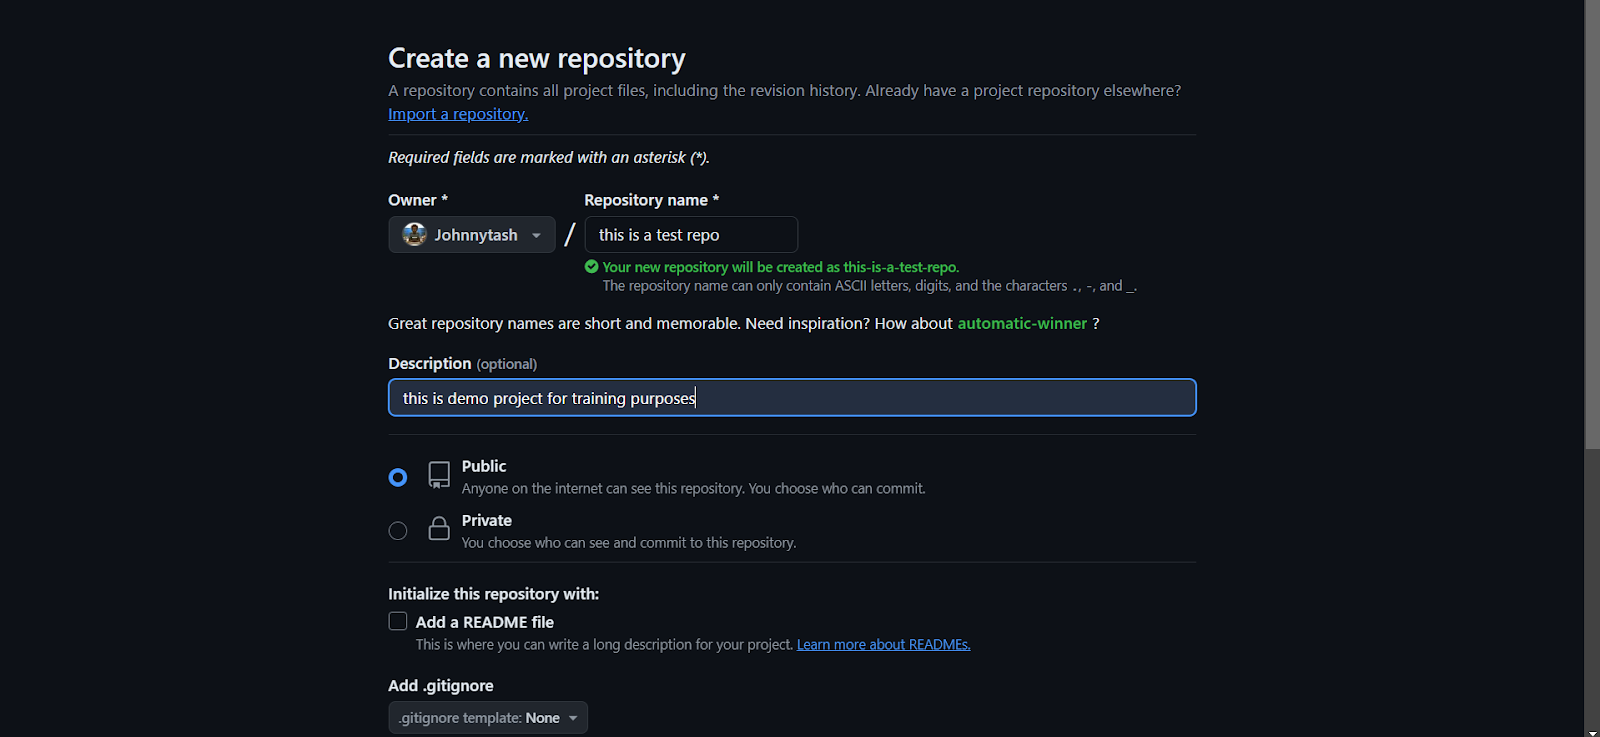 Create a new repository
A repository contains all project files, including the revision history. Already have a project repository elsewhere?
Import a repository.
Required fields are marked with an asterisk (*).
Owner *
Repository name *
Johnnytash
/
this is a test repo
Your new repository will be created as this-is-a-test-repo.
The repository name can only contain ASCII letters, digits, and the characters ., -, and _.
Great repository names are short and memorable. Need inspiration? How about automatic-winner ?
Description (optional)
this is demo project for training purposes
Public
Anyone on the internet can see this repository. You choose who can commit.
Private
You choose who can see and commit to this repository.
Initialize this repository with:
Add a README file
This is where you can write a long description for your project. Learn more about READMEs.
Add .gitignore
.gitignore template: None